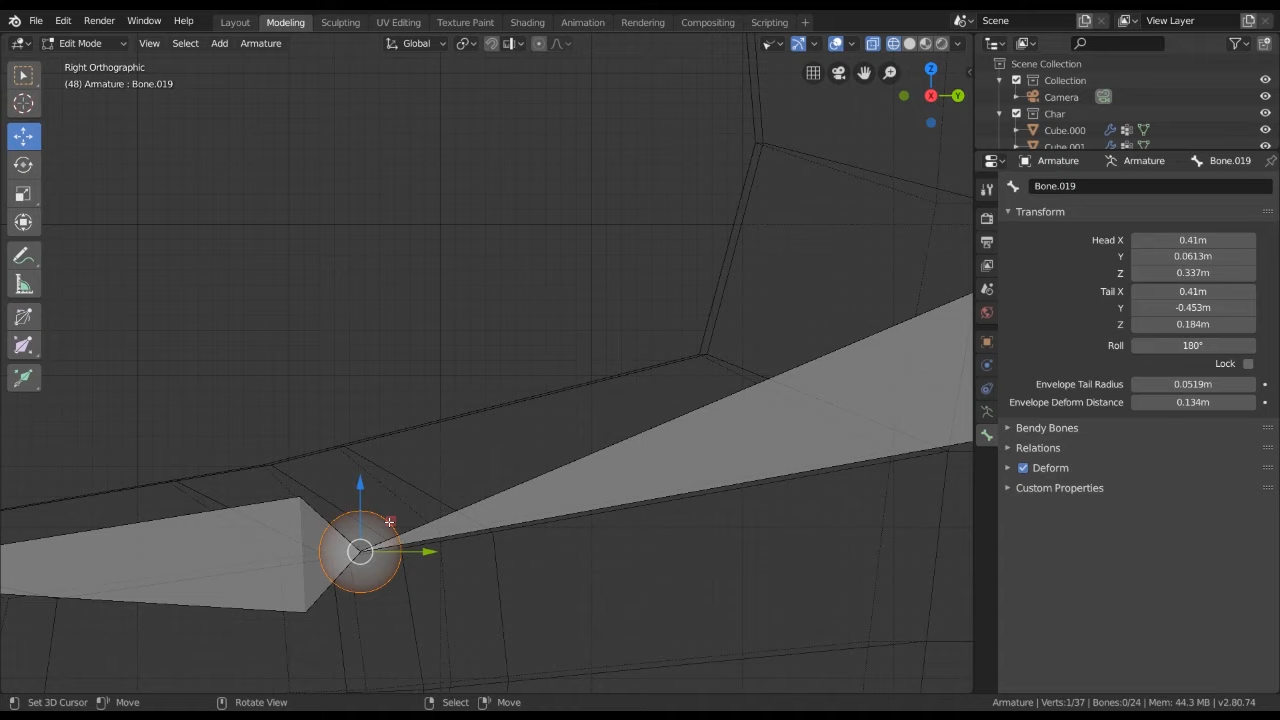 File Edit Render Window Help Layout Modeling Sculpting UV Editing Texture Paint Shading Animation Rendering Compositing Scripting + Scene View Layer
Edit Mode View Select Add Armature Global
Right Orthographic
(48) Armature : Bone.019
Z
X
Y
Scene Collection
Collection
Camera
Char
Cube.000
Cube.001
Armature Armature Bone.019
Bone.019
Transform
Head X 0.41m
Y 0.0613m
Z 0.337m
Tail X 0.41m
Y -0.453m
Z 0.184m
Roll 180°
Lock
Envelope Tail Radius 0.0519m
Envelope Deform Distance 0.134m
Bendy Bones
Relations
Deform
Custom Properties
Set 3D Cursor Move Rotate View Select Move Armature | Verts:1/37 | Bones:0/24 | Mem: 44.3 MB | v2.80.74